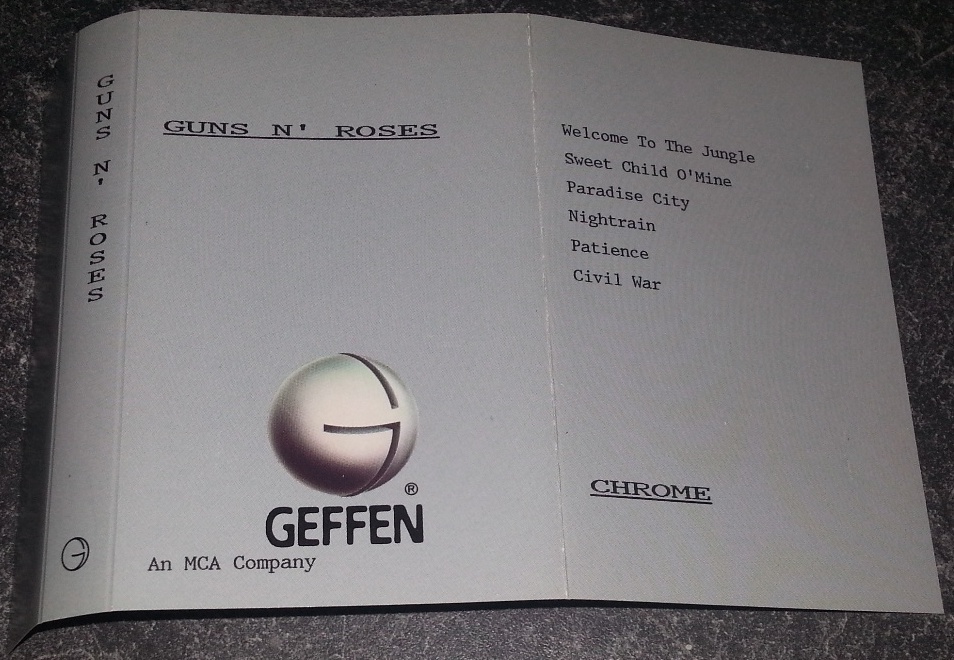 GUNS N' ROSES
GUNS N' ROSES
GEFFEN®
An MCA Company
Welcome To The Jungle
Sweet Child O'Mine
Paradise City
Nightrain
Patience
Civil War
CHROME